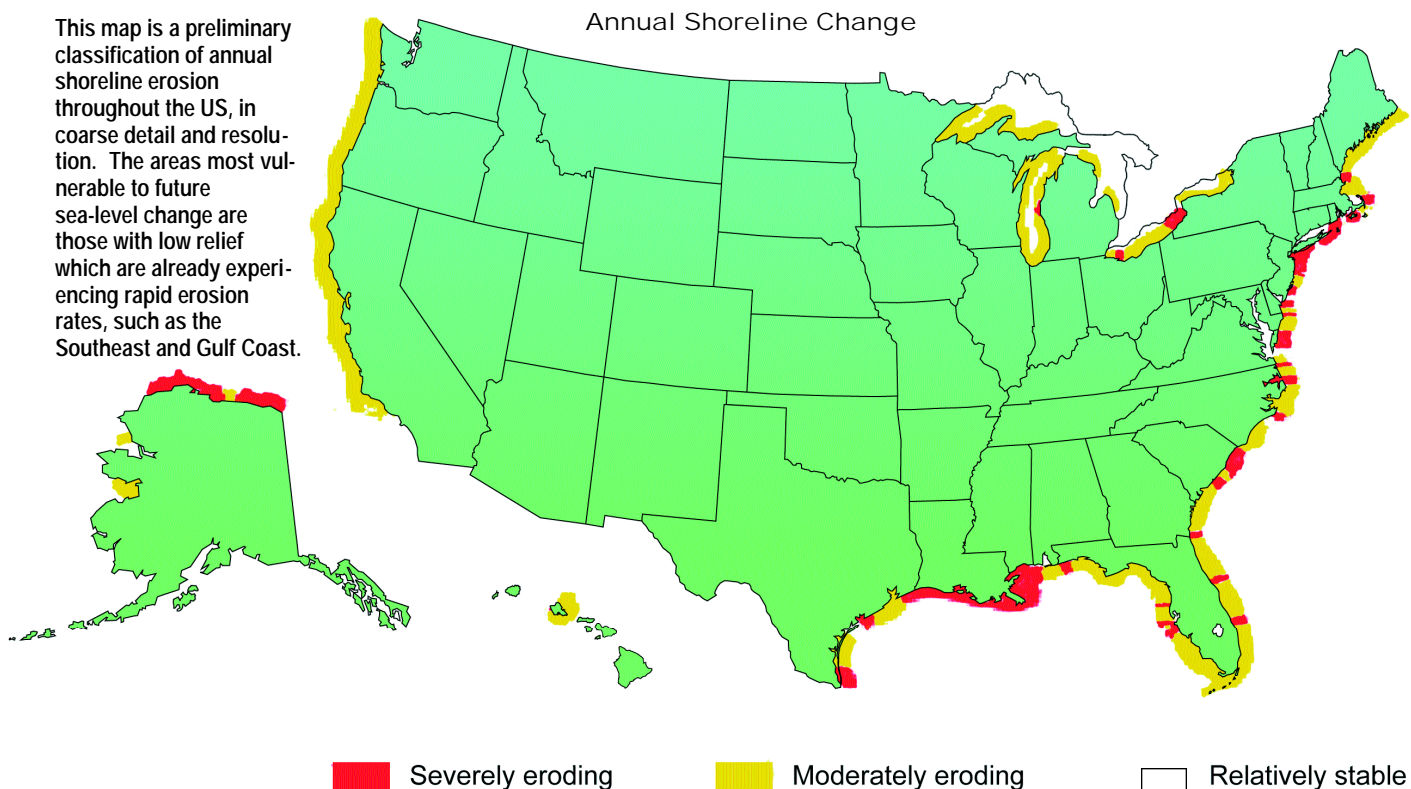 Annual Shoreline Change
This map is a preliminary
classification of annual
shoreline erosion
throughout the US, in
coarse detail and resolu-
tion. The areas most vul-
nerable to future
sea-level change are
those with low relief
which are already experi-
encing rapid erosion
rates, such as the
Southeast and Gulf Coast.
Severely eroding
Moderately eroding
Relatively stable